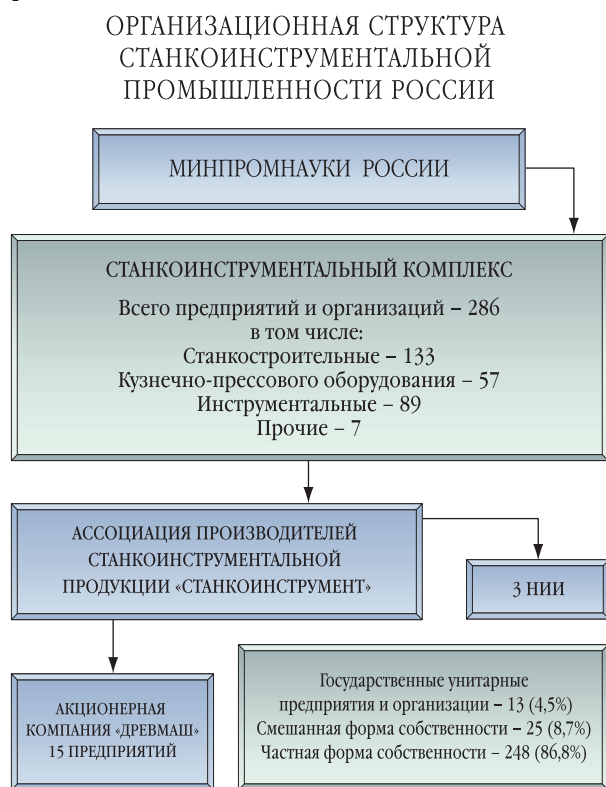 ОРГАНИЗАЦИОННАЯ СТРУКТУРА
СТАНКОИНСТРУМЕНТАЛЬНОЙ
ПРОМЫШЛЕННОСТИ РОССИИ
МИНПРОМНАУКИ РОССИИ
СТАНКОИНСТРУМЕНТАЛЬНЫЙ КОМПЛЕКС
Всего предприятий и организаций – 286
в том числе:
Станкостроительные – 133
Кузнечно-прессового оборудования – 57
Инструментальные – 89
Прочие – 7
АССОЦИАЦИЯ ПРОИЗВОДИТЕЛЕЙ
СТАНКОИНСТРУМЕНТАЛЬНОЙ
ПРОДУКЦИИ «СТАНКОИНСТРУМЕНТ»
3 НИИ
АКЦИОНЕРНАЯ
КОМПАНИЯ «ДРЕВМАШ»
15 ПРЕДПРИЯТИЙ
Государственные унитарные
предприятия и организации – 13 (4,5%)
Смешанная форма собственности – 25 (8,7%)
Частная форма собственности – 248 (86,8%)